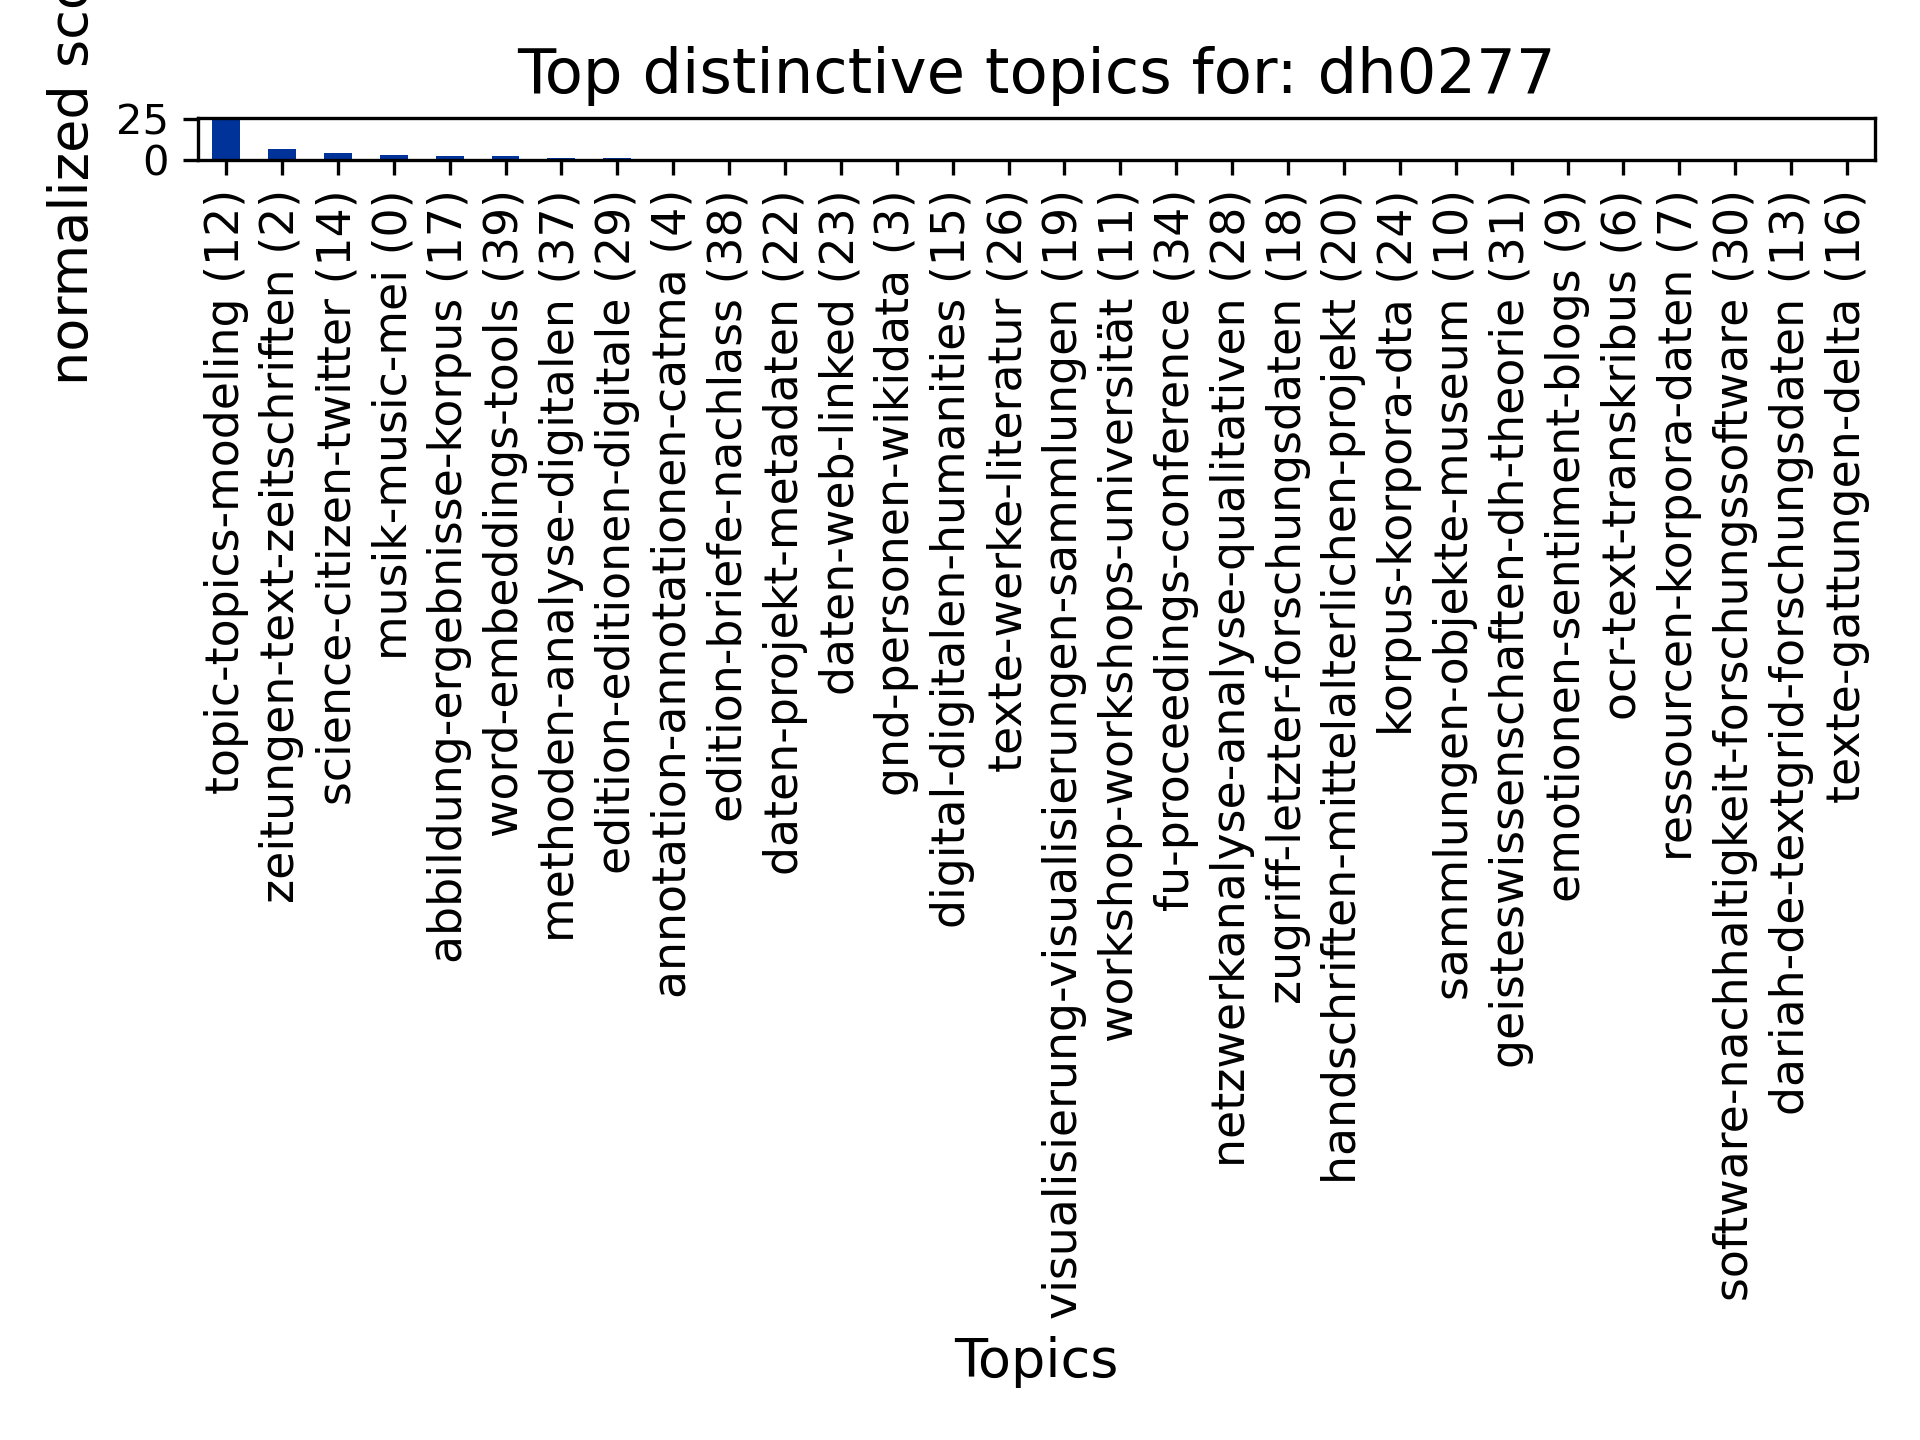 Top distinctive topics for: dh0277
normalized
25
0
topic-topics-modeling (12)
zeitungen-text-zeitschriften (2)
science-citizen-twitter (14)
musik-music-mei (0)
abbildung-ergebnisse-korpus (17)
word-embeddings-tools (39)
methoden-analyse-digitalen (37)
edition-editionen-digitale (29)
annotation-annotationen-catma (4)
edition-briefe-nachlass (38)
daten-projekt-metadaten (22)
daten-web-linked (23)
gnd-personen-wikidata (3)
digital-digitalen-humanities (15)
texte-werke-literatur (26)
visualisierung-visualisierungen-sammlungen (19)
workshop-workshops-universität (11)
fu-proceedings-conference (34)
netzwerkanalyse-analyse-qualitativen (28)
zugriff-letzter-forschungsdaten (18)
handschriften-mittelalterlichen-projekt (20)
korpus-korpora-dta (24)
sammlungen-objekte-museum (10)
geisteswissenschaften-dh-theorie (31)
emotionen-sentiment-blogs (9)
ocr-text-transkribus (6)
ressourcen-korpora-daten (7)
software-nachhaltigkeit-forschungssoftware (30)
dariah-de-textgrid-forschungsdaten (13)
texte-gattungen-delta (16)
Topics